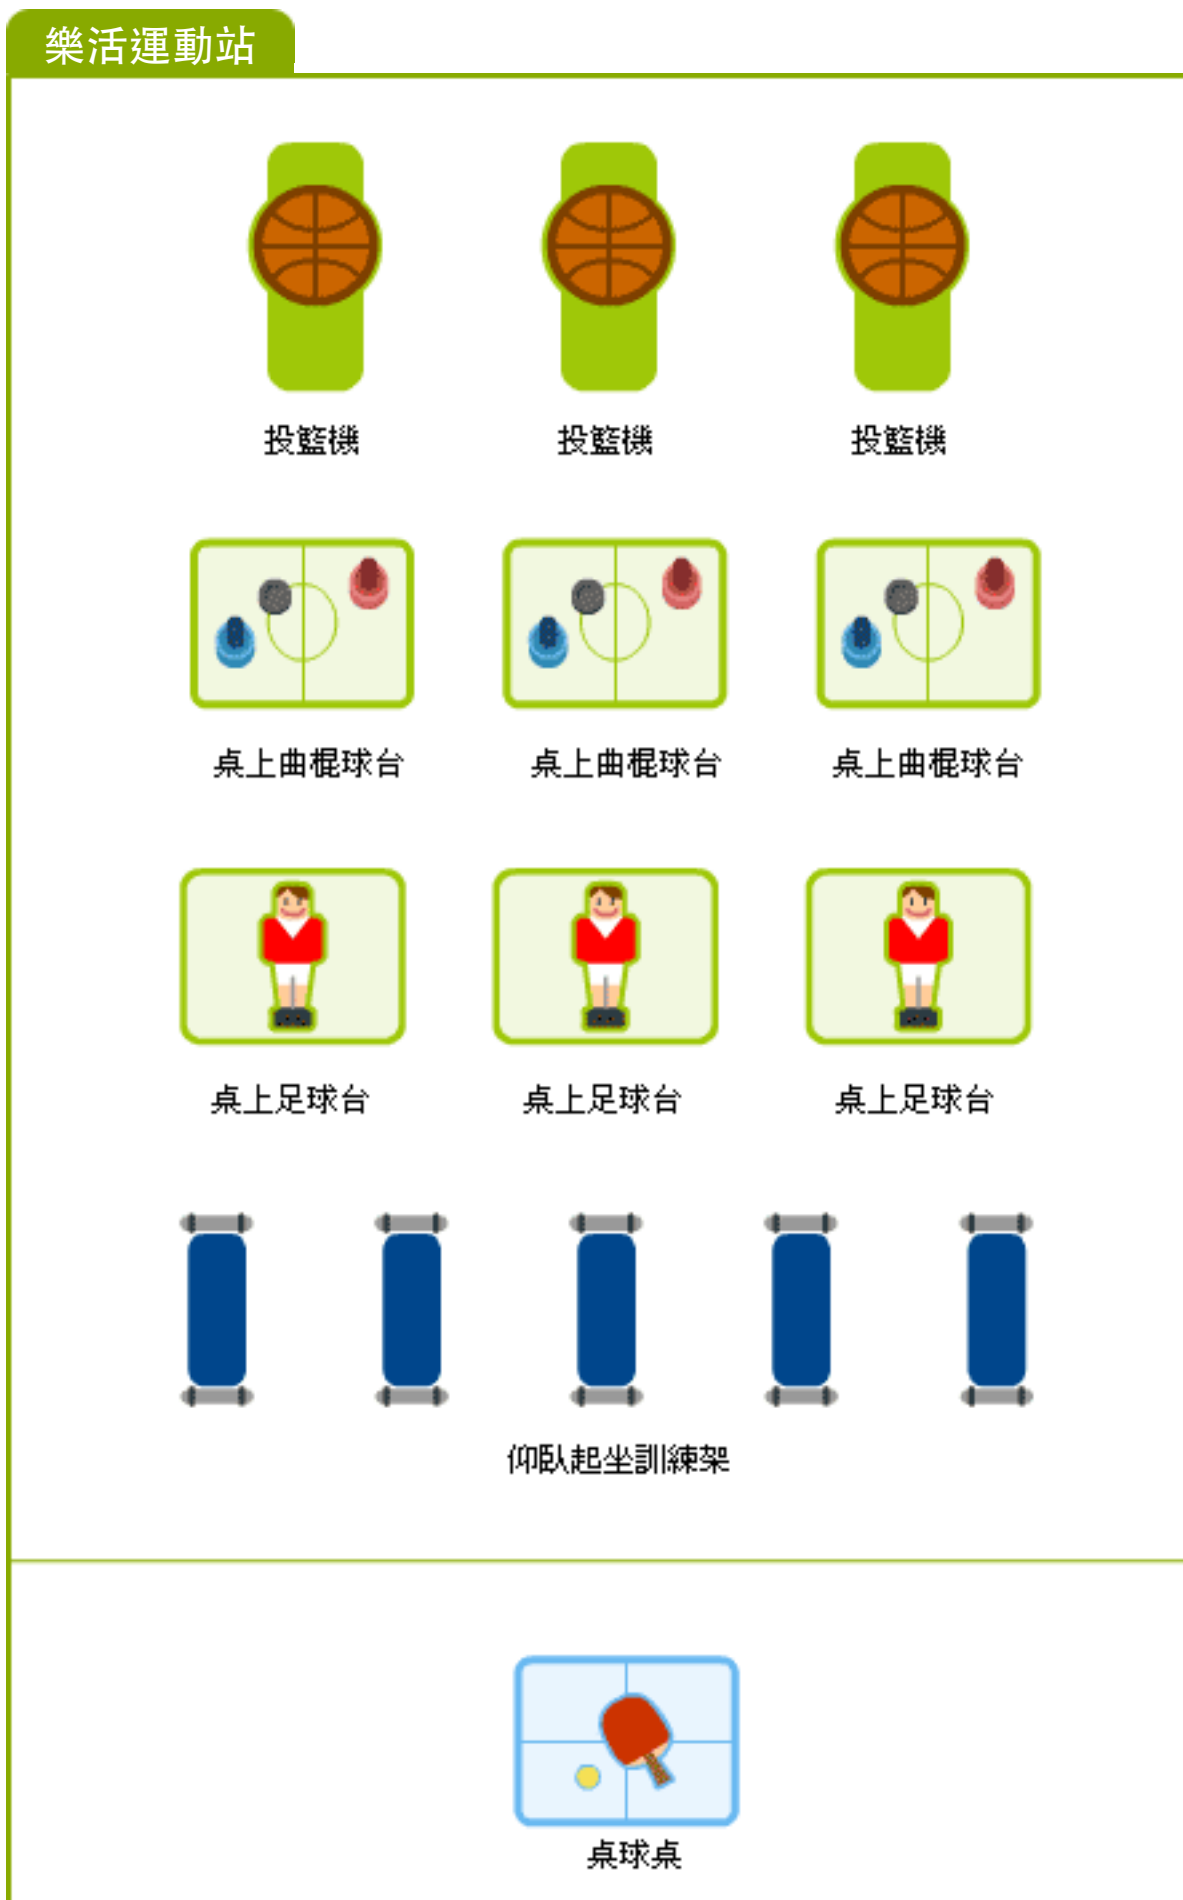 樂活運動站
投籃機 投籃機 投籃機
桌上曲棍球台 桌上曲棍球台 桌上曲棍球台
桌上足球台 桌上足球台 桌上足球台
仰臥起坐訓練架
桌球桌